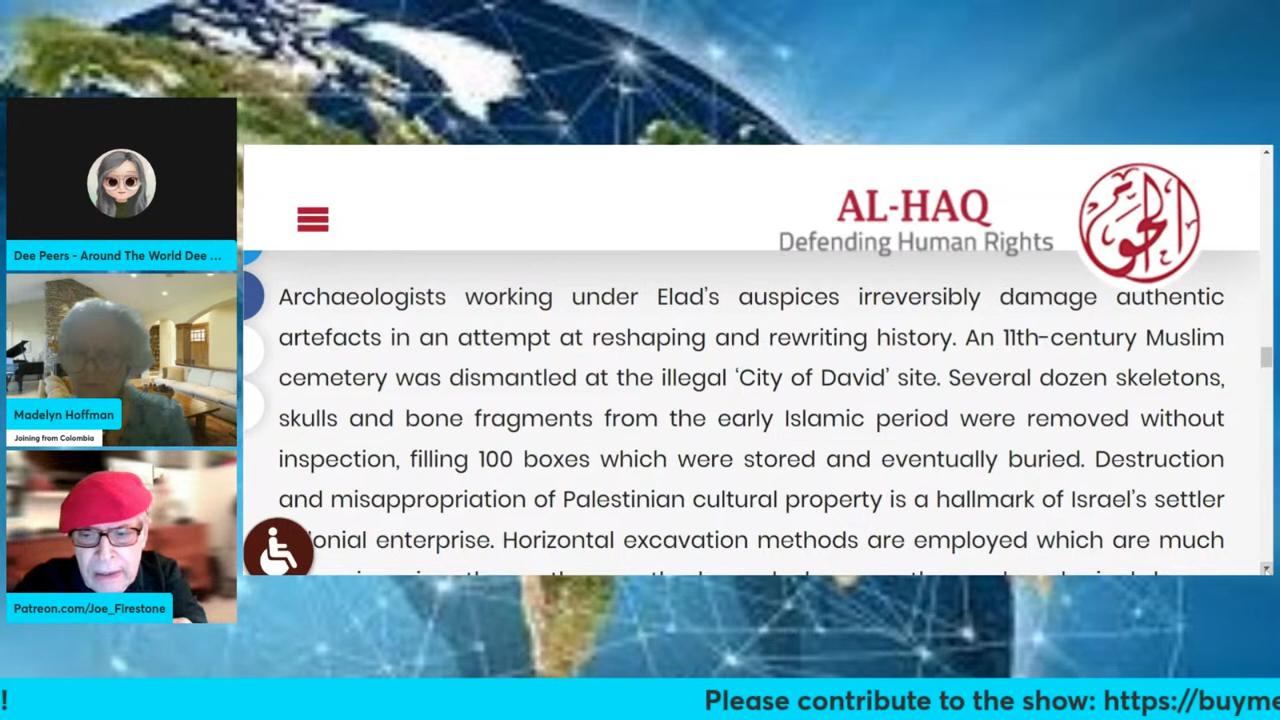 Dee Peers - Around The World Dee ...
Madelyn Hoffman
Joining from Colombia
Patreon.com/Joe_Firestone
AL-HAQ
Defending Human Rights
Archaeologists working under Elad’s auspices irreversibly damage authentic
artefacts in an attempt at reshaping and rewriting history. An 11th-century Muslim
cemetery was dismantled at the illegal ‘City of David’ site. Several dozen skeletons,
skulls and bone fragments from the early Islamic period were removed without
inspection, filling 100 boxes which were stored and eventually buried. Destruction
and misappropriation of Palestinian cultural property is a hallmark of Israel’s settler
lonial enterprise. Horizontal excavation methods are employed which are much
!
Please contribute to the show: https://buyme